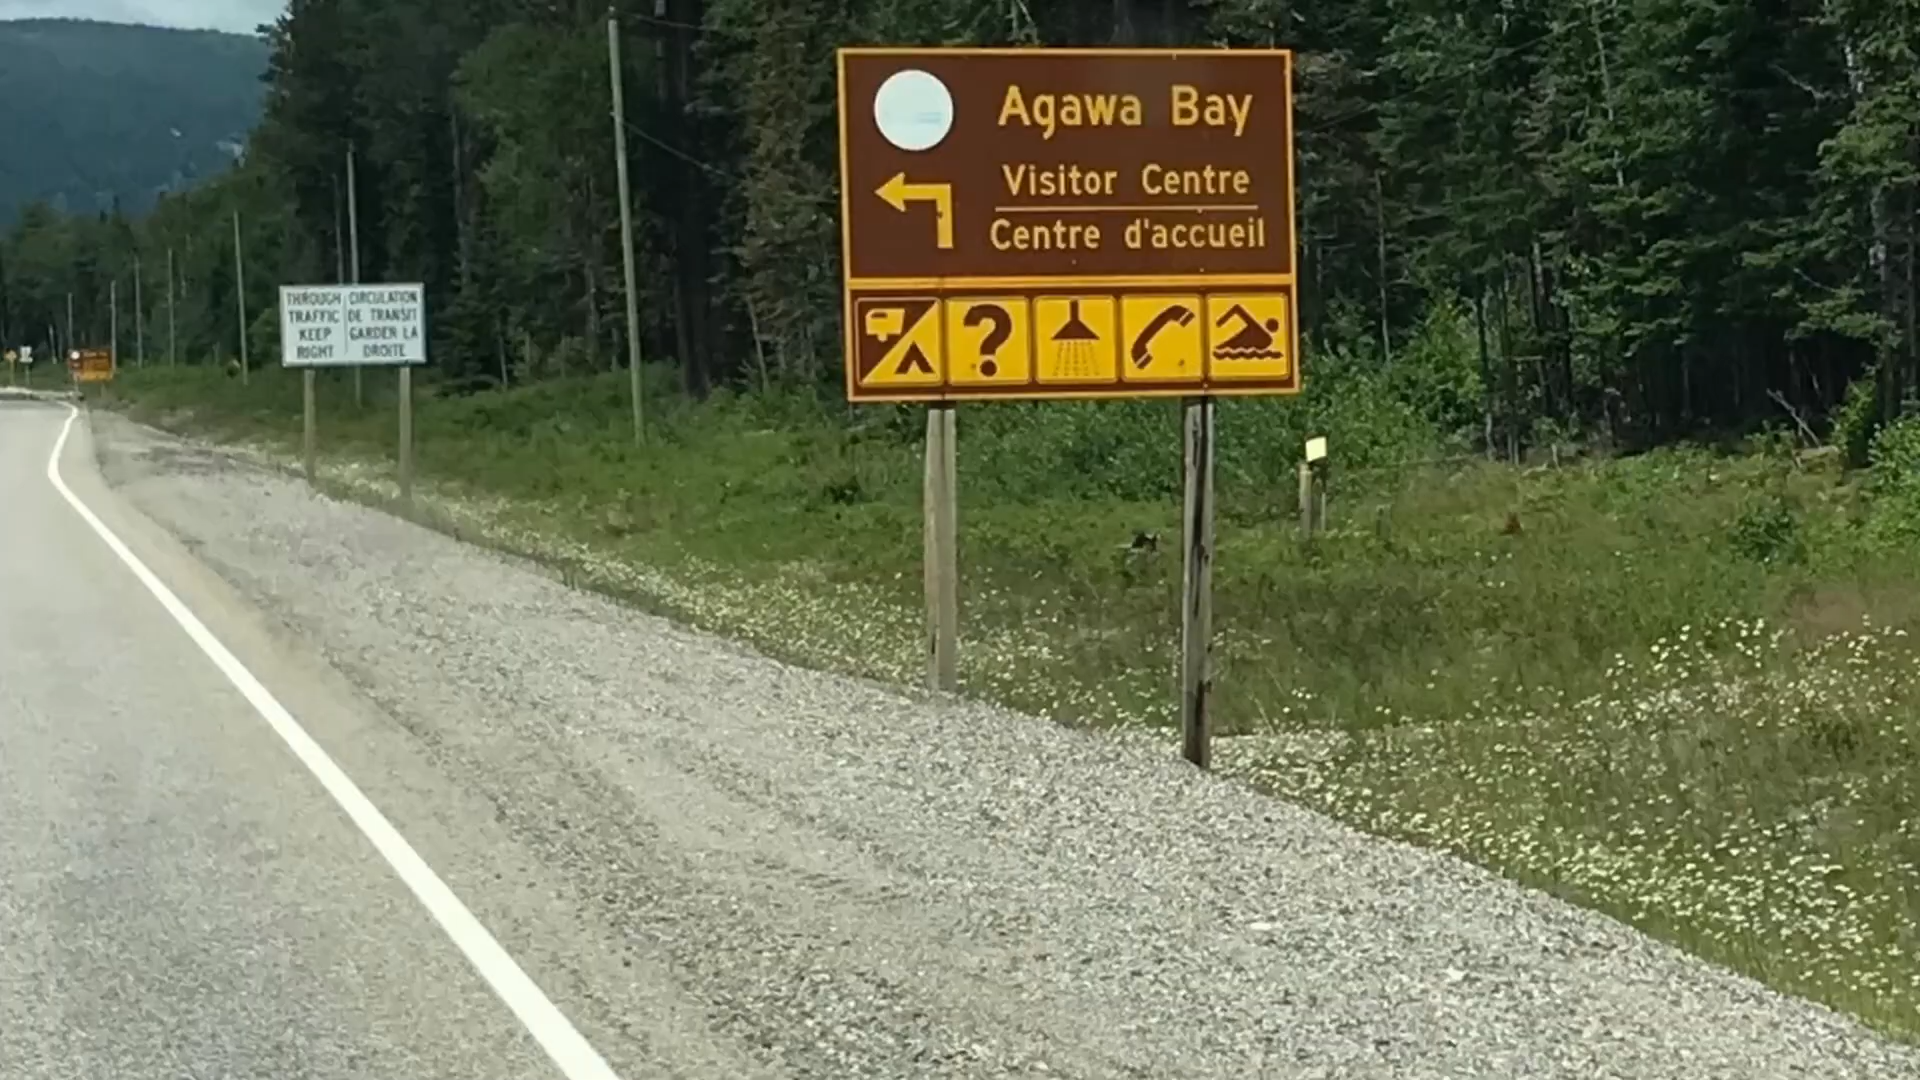 Agawa Bay
Visitor Centre
Centre d'accueil
?
THROUGH
TRAFFIC
KEEP
RIGHT
CIRCULATION
DE TRANSIT
GARDER LA
DROITE